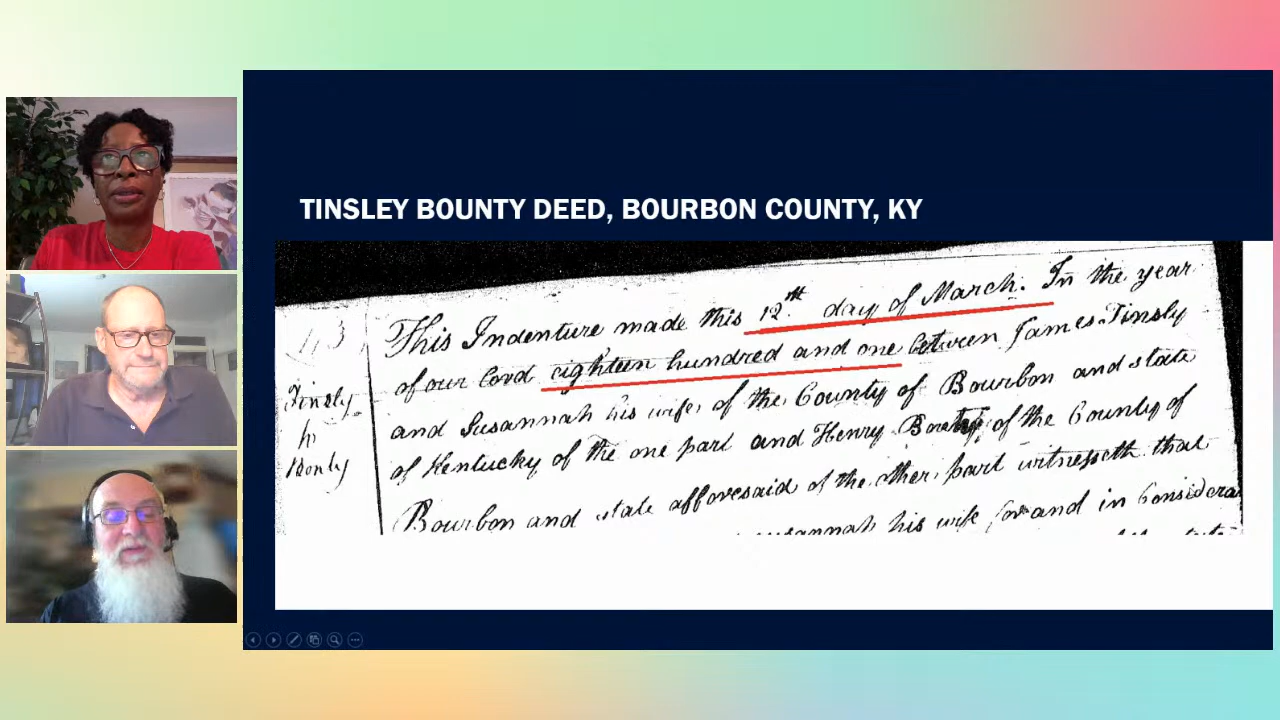 TINSLEY BOUNTY DEED, BOURBON COUNTY, KY
This Indenture made this 12th day of March. In the year
of our Lord eighteen hundred and one between James Tinsly
and Susannah his wife of the County of Bourbon and state
of Kentucky of the one part and Henry of the County of
Bourbon and state afforesaid of the other part witnesseth that
Susannah his wife for and in Considera
Tinsly